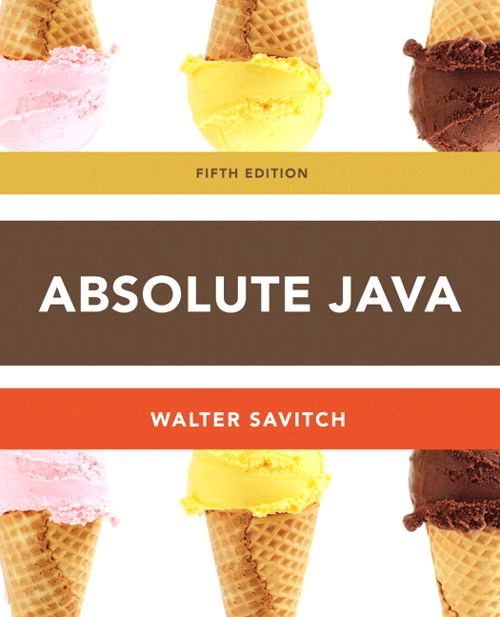 FIFTH EDITION
ABSOLUTE JAVA
WALTER SAVITCH